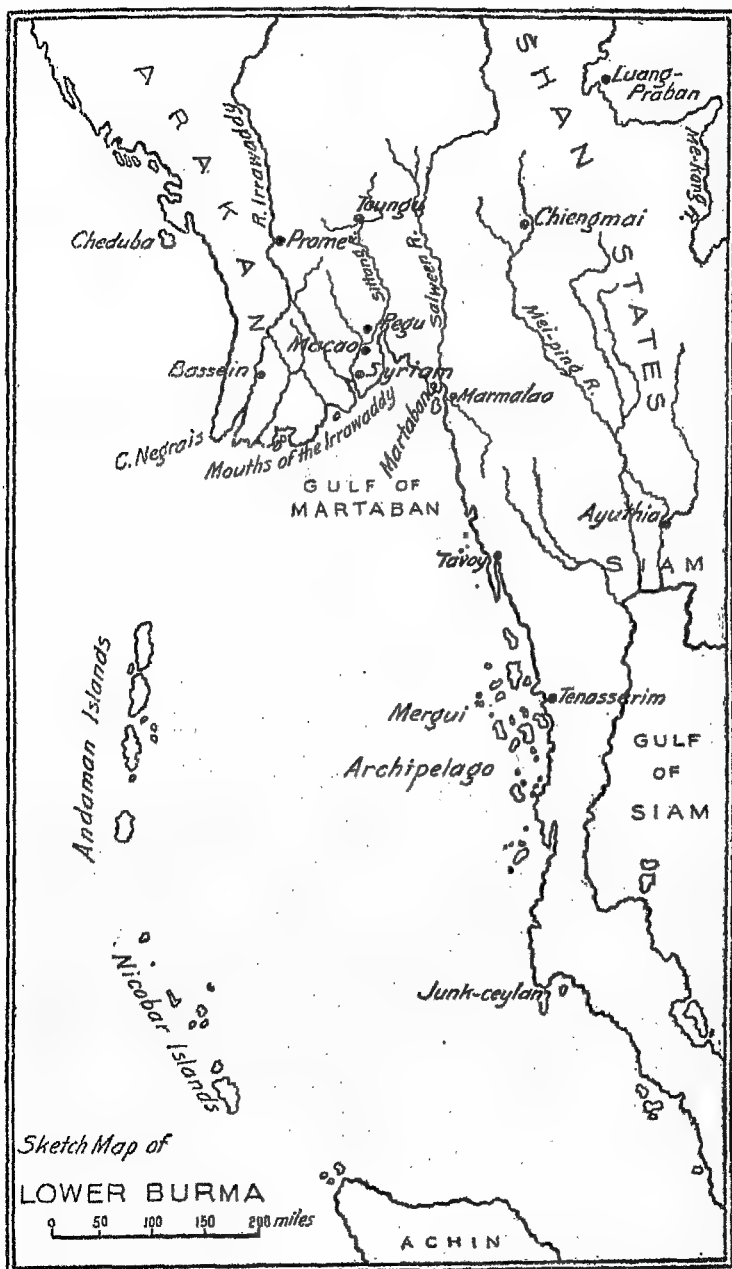 ARAKAN
SHAN
STATES
Luang-
Prāban
Me-kong R.
R. Irrawaddy
Toungu
Chiengmai
Cheduba
Prome
Sittang R.
Salween R.
Pegu
Mei-ping R.
Macao
Bassein
Syriam
Marmalao
C. Negrais
Mouths of the Irrawaddy
Martaban
GULF OF
MARTABAN
Ayuthia
Tavoy
SIAM
Andaman Islands
Tenasserim
Mergui
Archipelago
GULF
OF
SIAM
Nicobar Islands
Junk-ceylam
Sketch Map of
LOWER BURMA
0 50 100 150 200 miles
ACHIN